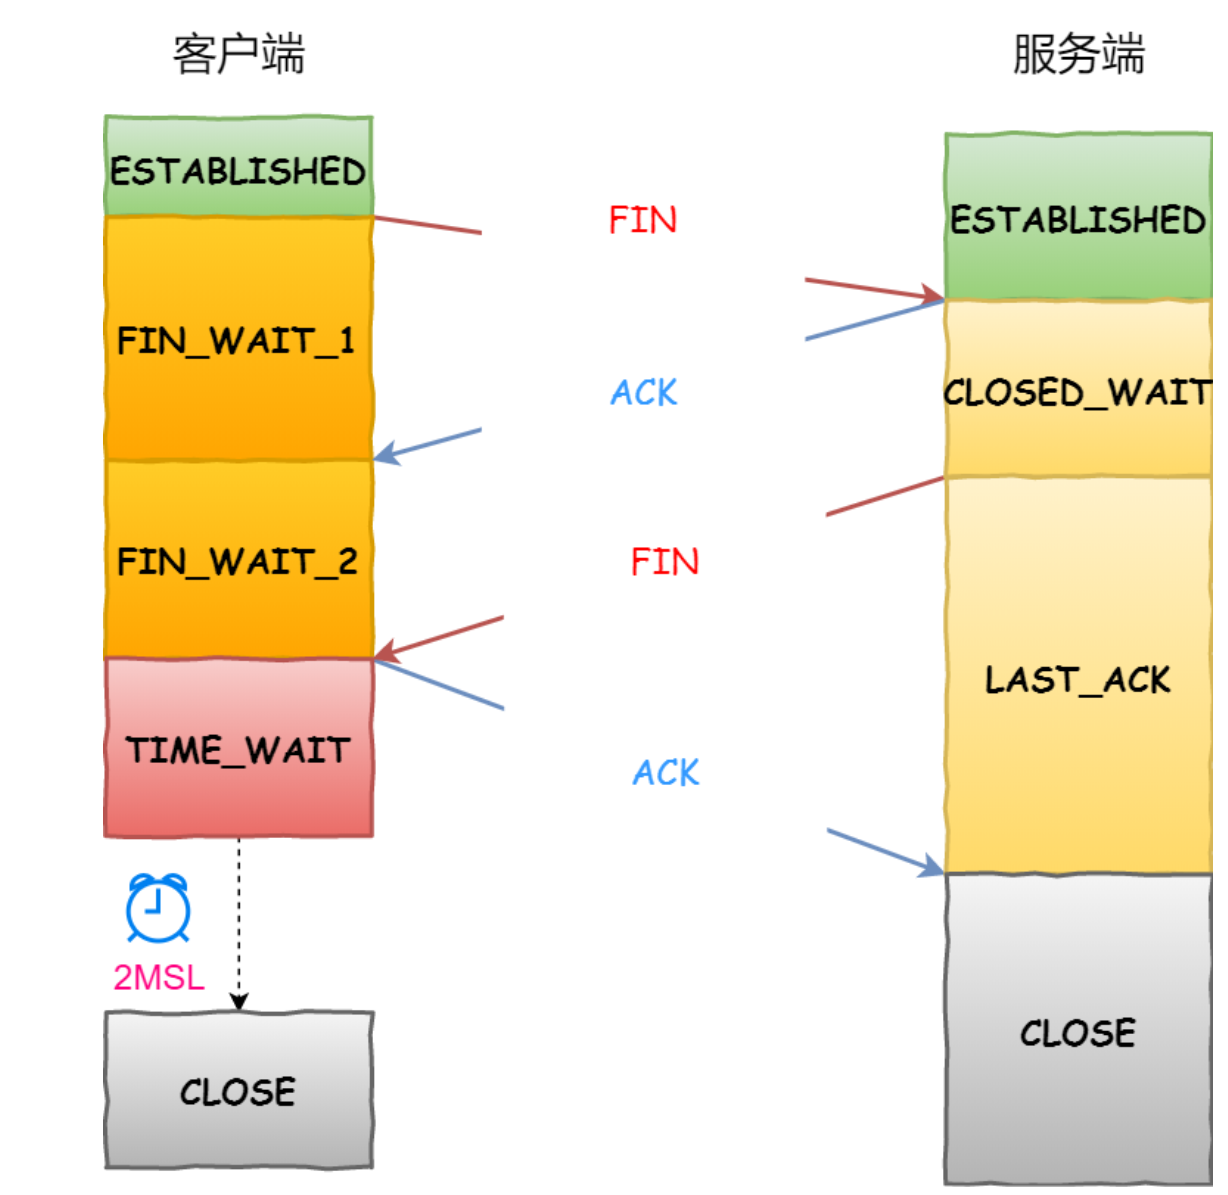 客户端
服务端
ESTABLISHED
FIN
ESTABLISHED
FIN_WAIT_1
ACK
CLOSED_WAIT
FIN_WAIT_2
FIN
LAST_ACK
TIME_WAIT
ACK
2MSL
CLOSE
CLOSE